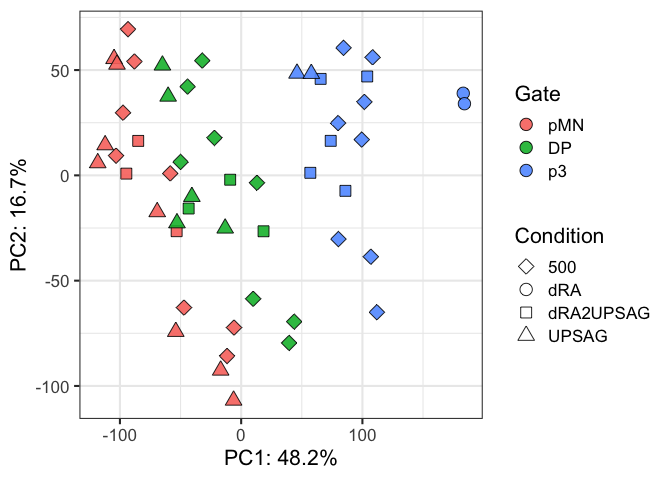 50
0
-50
-100
PC2: 16.7%
-100
0
100
PC1: 48.2%
Gate
pMN
DP
p3
Condition
500
dRA
dRA2UPSAG
UPSAG